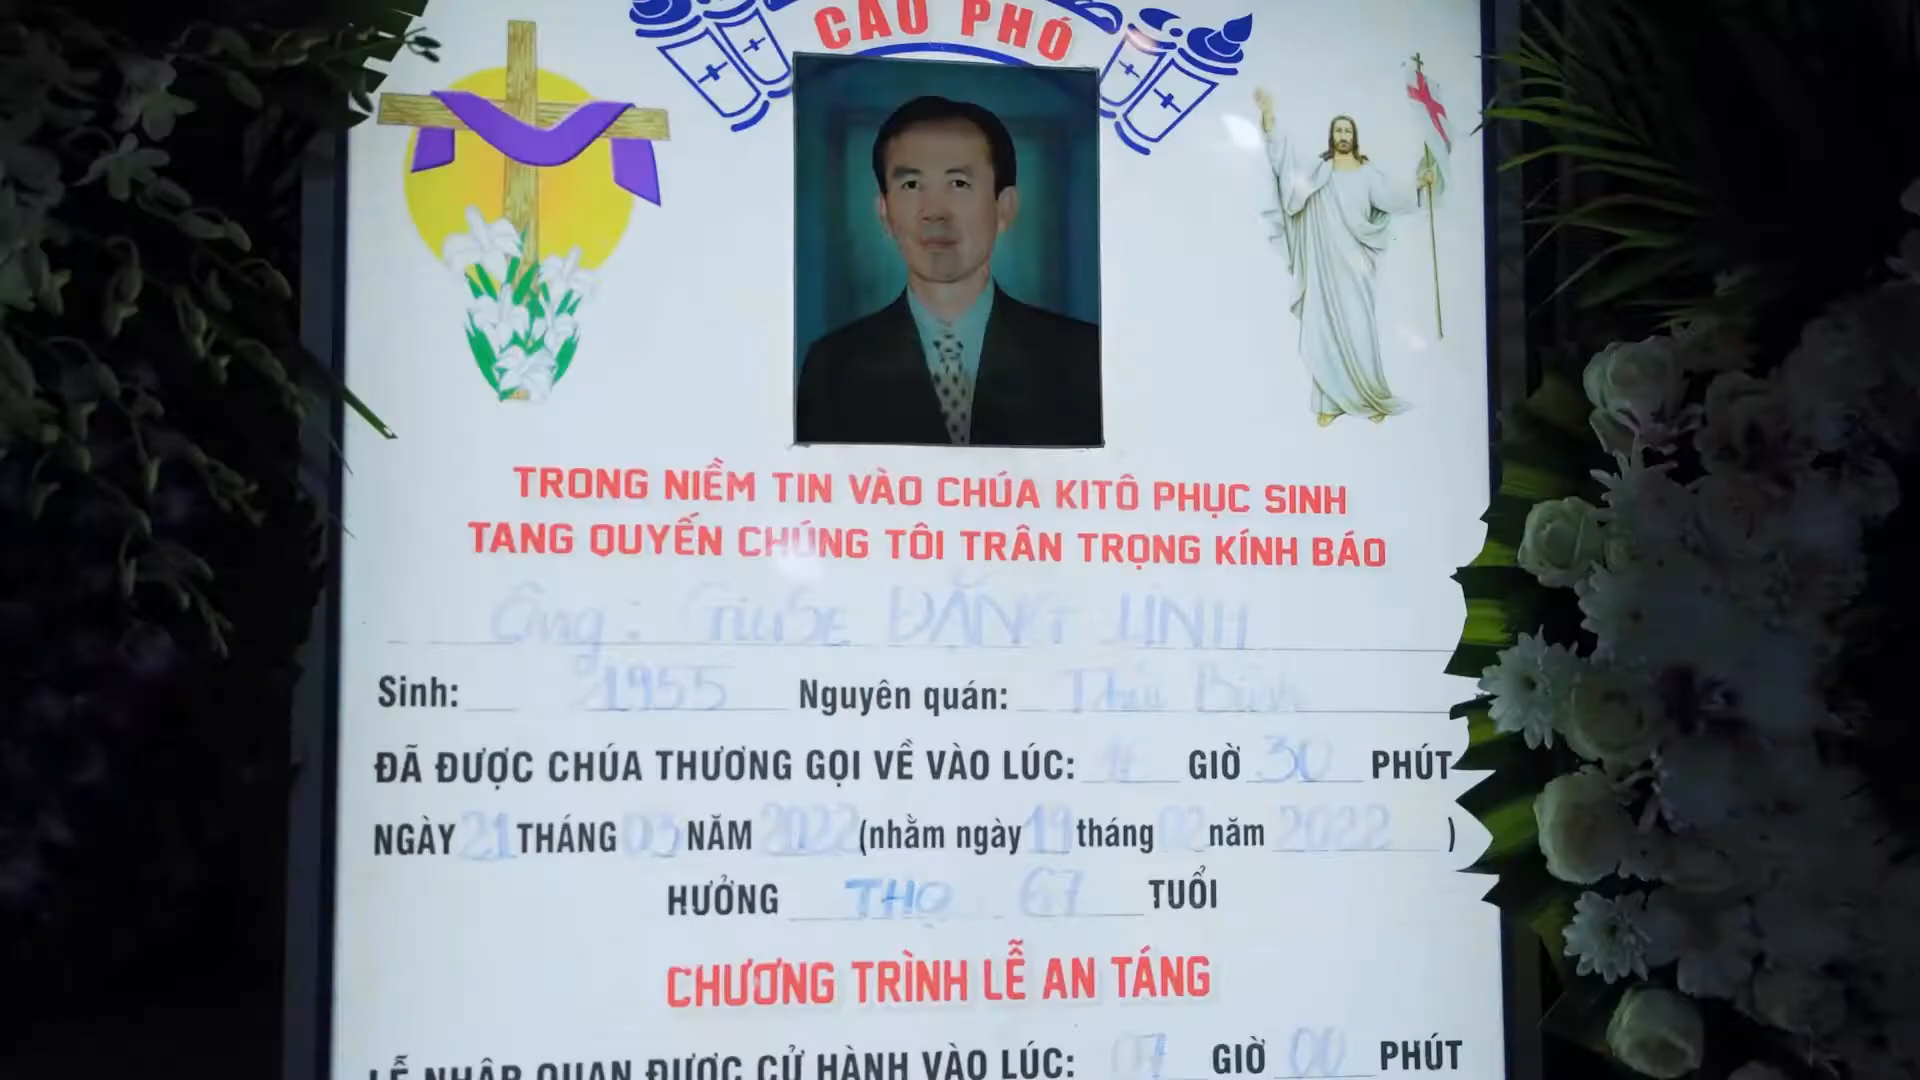 CÁO PHÓ
TRONG NIỀM TIN VÀO CHÚA KITÔ PHỤC SINH
TANG QUYẾN CHÚNG TÔI TRÂN TRỌNG KÍNH BÁO
Ông: Giuse ĐẶNG LINH
Sinh: 1955 Nguyên quán:
ĐÃ ĐƯỢC CHÚA THƯƠNG GỌI VỀ VÀO LÚC: GIỜ 30 PHÚT
NGÀY 21 THÁNG 03 NĂM 2022 (nhằm ngày 19 tháng 02 năm 2022)
HƯỞNG THỌ 67 TUỔI
CHƯƠNG TRÌNH LỄ AN TÁNG
LỄ NHẬP QUAN ĐƯỢC CỬ HÀNH VÀO LÚC: 07 GIỜ 00 PHÚT